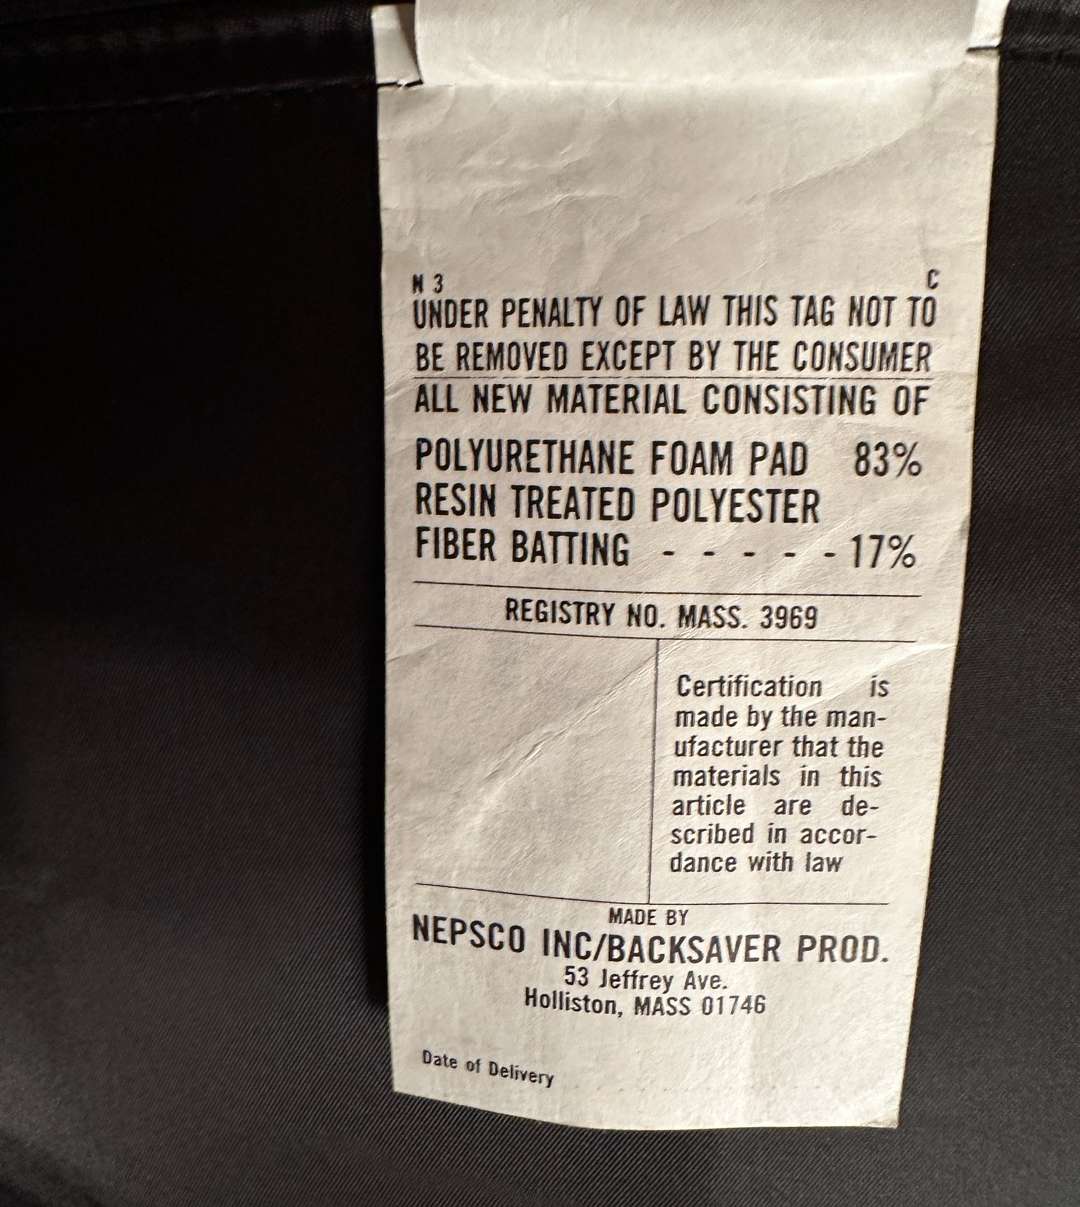 N 3 C
UNDER PENALTY OF LAW THIS TAG NOT TO
BE REMOVED EXCEPT BY THE CONSUMER
ALL NEW MATERIAL CONSISTING OF
POLYURETHANE FOAM PAD 83%
RESIN TREATED POLYESTER
FIBER BATTING - - - - - 17%
REGISTRY NO. MASS. 3969
Certification is
made by the man-
ufacturer that the
materials in this
article are de-
scribed in accor-
dance with law
MADE BY
NEPSCO INC/BACKSAVER PROD.
53 Jeffrey Ave.
Holliston, MASS 01746
Date of Delivery